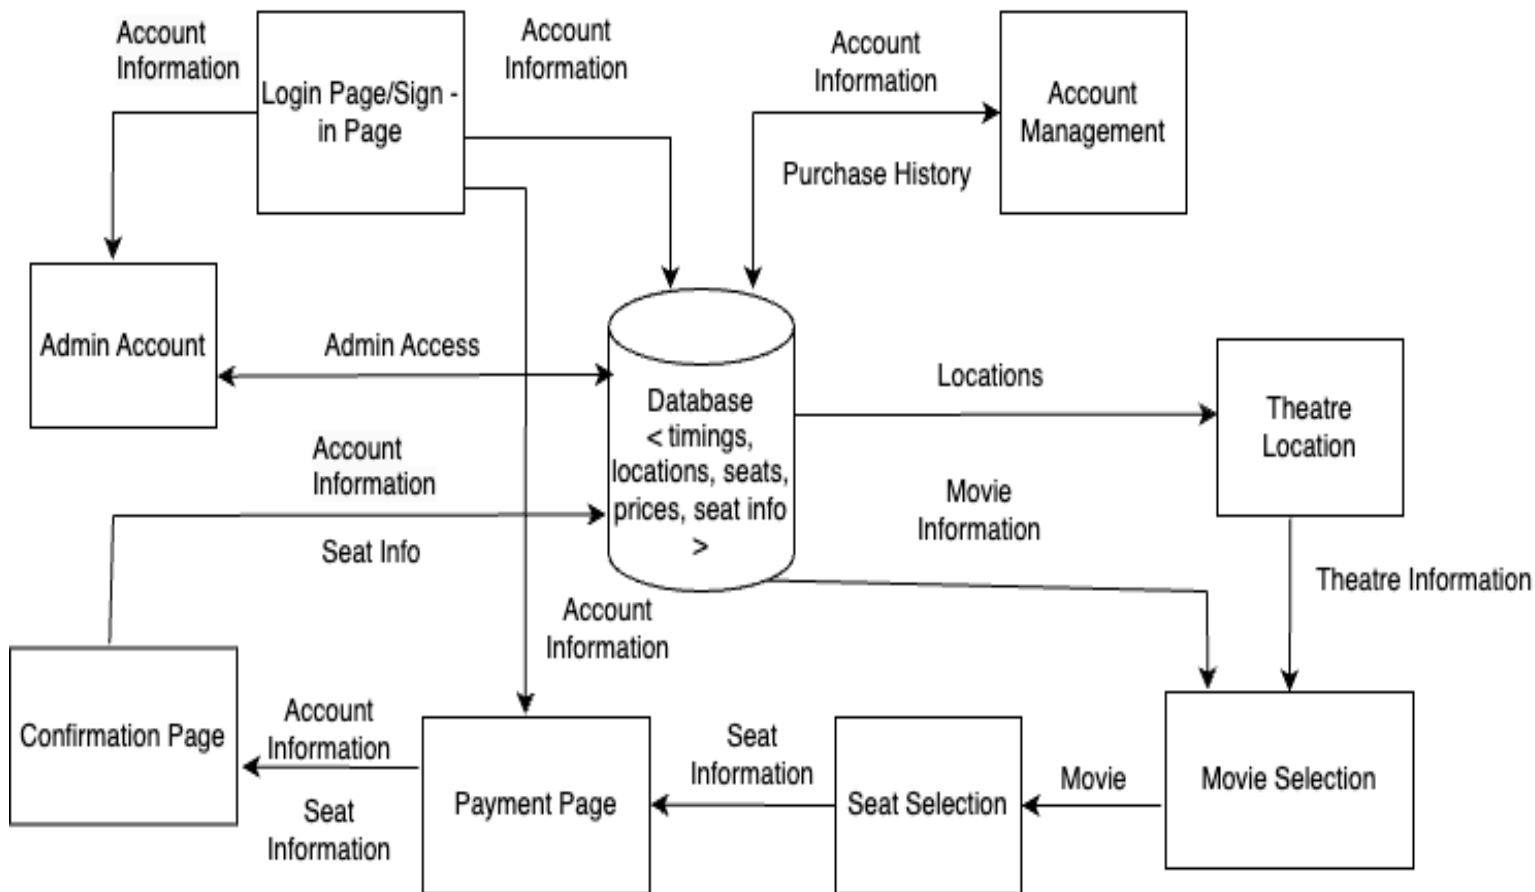 Account
Information
Login Page/Sign -
in Page
Account
Information
Account
Information
Purchase History
Account
Management
Admin Account
Admin Access
Database
< timings,
locations, seats,
prices, seat info
>
Locations
Theatre
Location
Account
Information
Seat Info
Movie
Information
Theatre Information
Account
Information
Confirmation Page
Account
Information
Seat
Information
Payment Page
Seat
Information
Seat Selection
Movie
Movie Selection